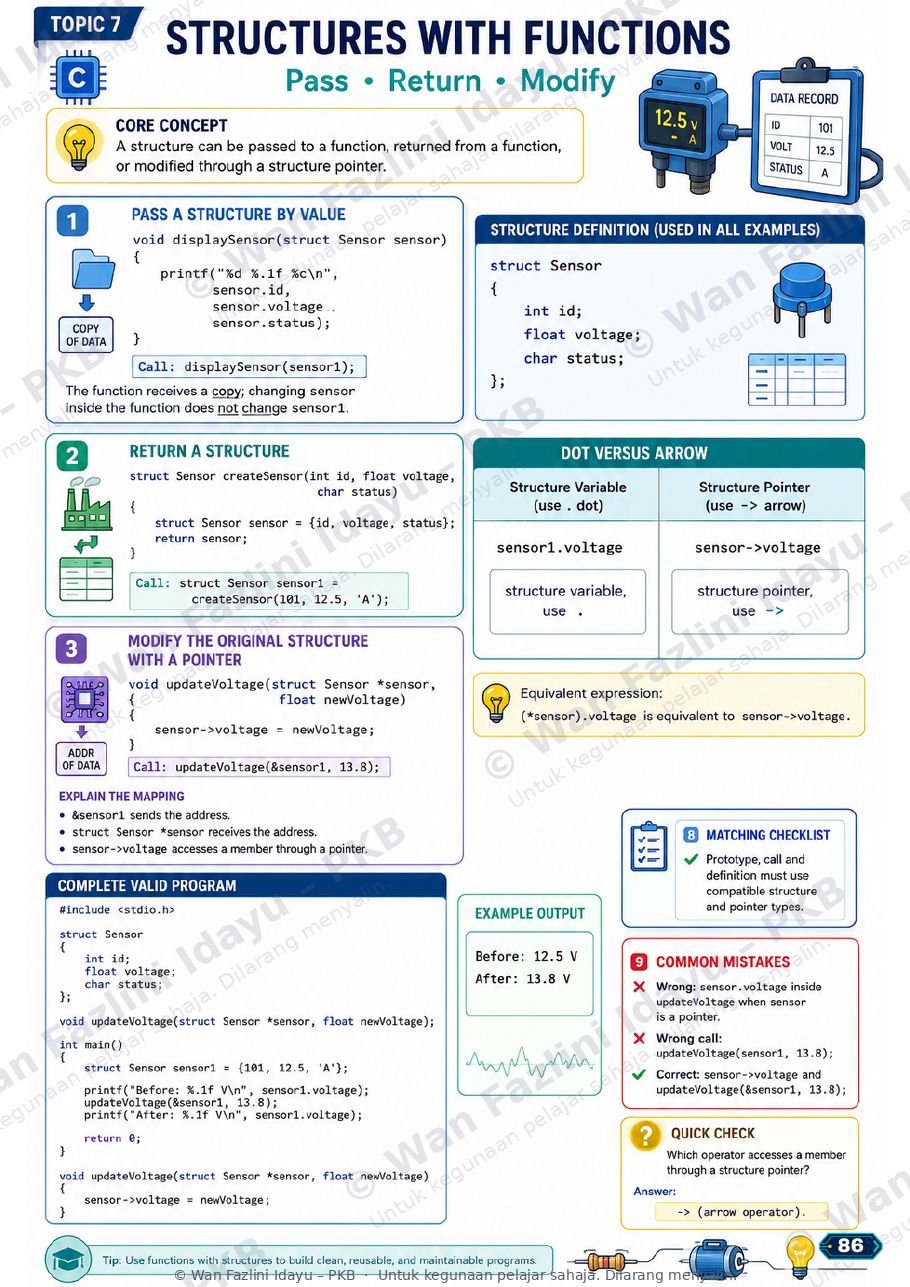 TOPIC 7
STRUCTURES WITH FUNCTIONS
Pass • Return • Modify
C
12.5 V
- A
DATA RECORD
ID 101
VOLT 12.5
STATUS A
CORE CONCEPT
A structure can be passed to a function, returned from a function,
or modified through a structure pointer.
1
PASS A STRUCTURE BY VALUE
void displaySensor(struct Sensor sensor)
{
printf("%d %.1f %c\n",
sensor.id,
sensor.voltage..
sensor.status);
}
COPY
OF DATA
Call: displaySensor(sensor1);
The function receives a copy; changing sensor
inside the function does not change sensor1.
STRUCTURE DEFINITION (USED IN ALL EXAMPLES)
struct Sensor
{
int id;
float voltage;
char status;
};
2
RETURN A STRUCTURE
struct Sensor createSensor(int id, float voltage,
char status)
{
struct Sensor sensor = {id, voltage, status};
return sensor;
}
Call: struct Sensor sensor1 =
createSensor(101, 12.5, 'A');
DOT VERSUS ARROW
Structure Variable
(use . dot)
Structure Pointer
(use -> arrow)
sensor1.voltage
sensor->voltage
structure variable,
use .
structure pointer,
use ->
3
MODIFY THE ORIGINAL STRUCTURE
WITH A POINTER
void updateVoltage(struct Sensor *sensor,
{ float newVoltage)
{
sensor->voltage = newVoltage;
}
ADDR
OF DATA
Call: updateVoltage(&sensor1, 13.8);
EXPLAIN THE MAPPING
• &sensor1 sends the address.
• struct Sensor *sensor receives the address.
• sensor->voltage accesses a member through a pointer.
Equivalent expression:
(*sensor).voltage is equivalent to sensor->voltage.
8 MATCHING CHECKLIST
Prototype, call and
definition must use
compatible structure
and pointer types.
COMPLETE VALID PROGRAM
#include <stdio.h>
struct Sensor
{
int id;
float voltage;
char status;
};
void updateVoltage(struct Sensor *sensor, float newVoltage);
int main()
{
struct Sensor sensor1 = {101, 12.5, 'A'};
printf("Before: %.1f V\n", sensor1.voltage);
updateVoltage(&sensor1, 13.8);
printf("After: %.1f V\n", sensor1.voltage);
return 0;
}
void updateVoltage(struct Sensor *sensor, float newVoltage)
{
sensor->voltage = newVoltage;
}
EXAMPLE OUTPUT
Before: 12.5 V
After: 13.8 V
9 COMMON MISTAKES
Wrong: sensor.voltage inside
updateVoltage when sensor
is a pointer.
Wrong call:
updateVoltage(sensor1, 13.8);
Correct: sensor->voltage and
updateVoltage(&sensor1, 13.8);
? QUICK CHECK
Which operator accesses a member
through a structure pointer?
Answer:
-> (arrow operator).
Tip: Use functions with structures to build clean, reusable, and maintainable programs.
86
© Wan Fazlini Idayu – PKB · Untuk kegunaan pelajar sahaja. Dilarang menyalin.
© Wan Fazlini Idayu – PKB
Untuk kegunaan pelajar sahaja. Dilarang menyalin.